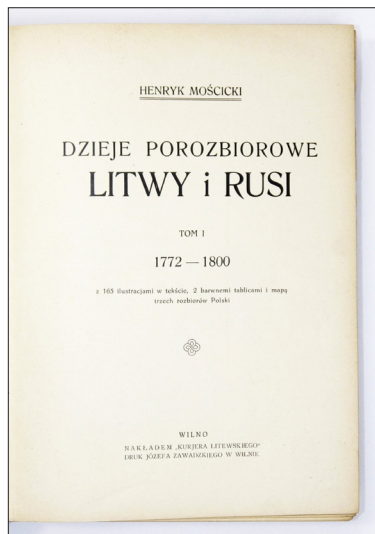 HENRYK MOŚCICKI
DZIEJE POROZBIOROWE
LITWY i RUSI
TOM I
1772 — 1800
z 165 ilustracjami w tekście, 2 barwnemi tablicami i mapą
trzech rozbiorów Polski
WILNO
NAKŁADEM „KURJERA LITEWSKIEGO"
DRUK JÓZEFA ZAWADZKIEGO W WILNIE